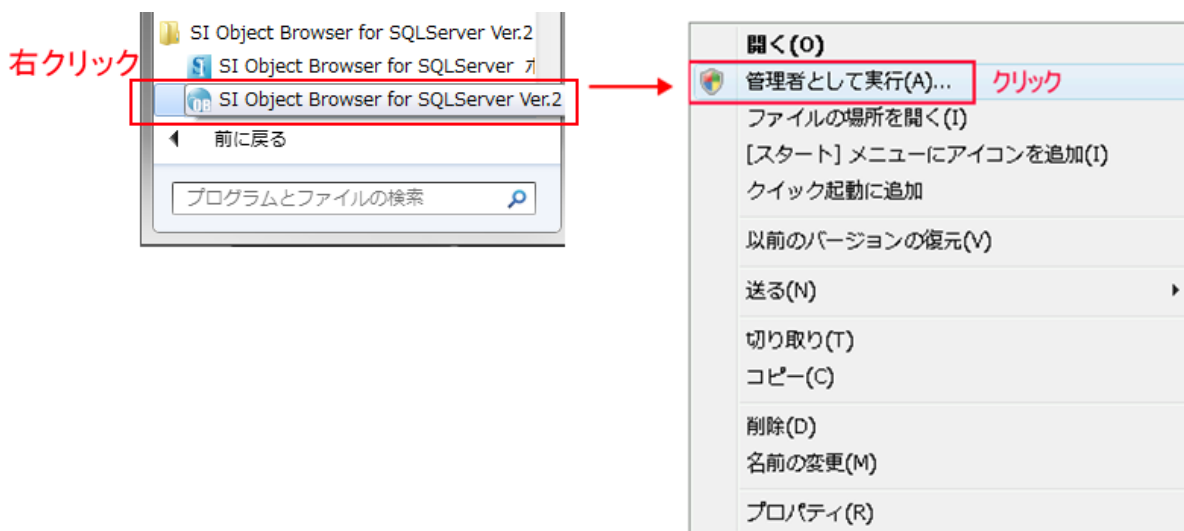 SI Object Browser for SQLServer Ver.2
右クリック
SI Object Browser for SQLServer
SI Object Browser for SQLServer Ver.2
前に戻る
プログラムとファイルの検索
開く(O)
管理者として実行(A)... クリック
ファイルの場所を開く(I)
[スタート] メニューにアイコンを追加(I)
クイック起動に追加
以前のバージョンの復元(V)
送る(N)
切り取り(T)
コピー(C)
削除(D)
名前の変更(M)
プロパティ(R)